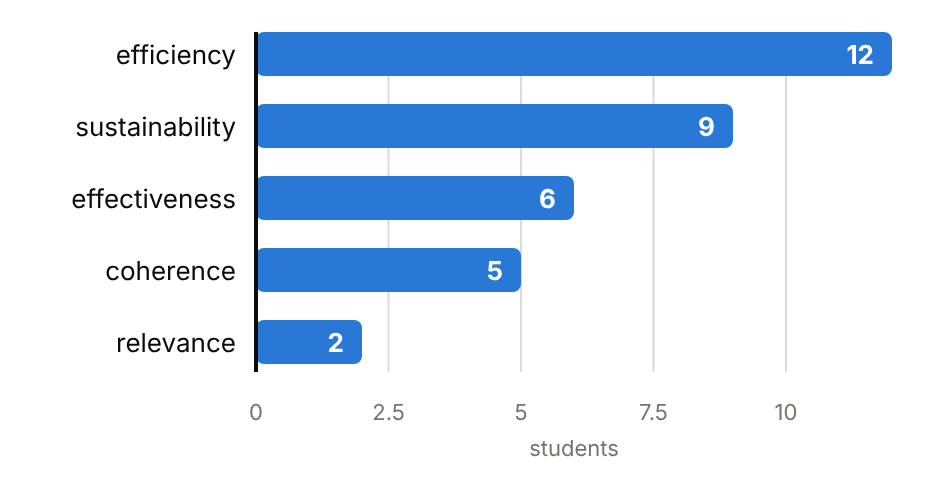 efficiency 12
sustainability 9
effectiveness 6
coherence 5
relevance 2
0 2.5 5 7.5 10
students